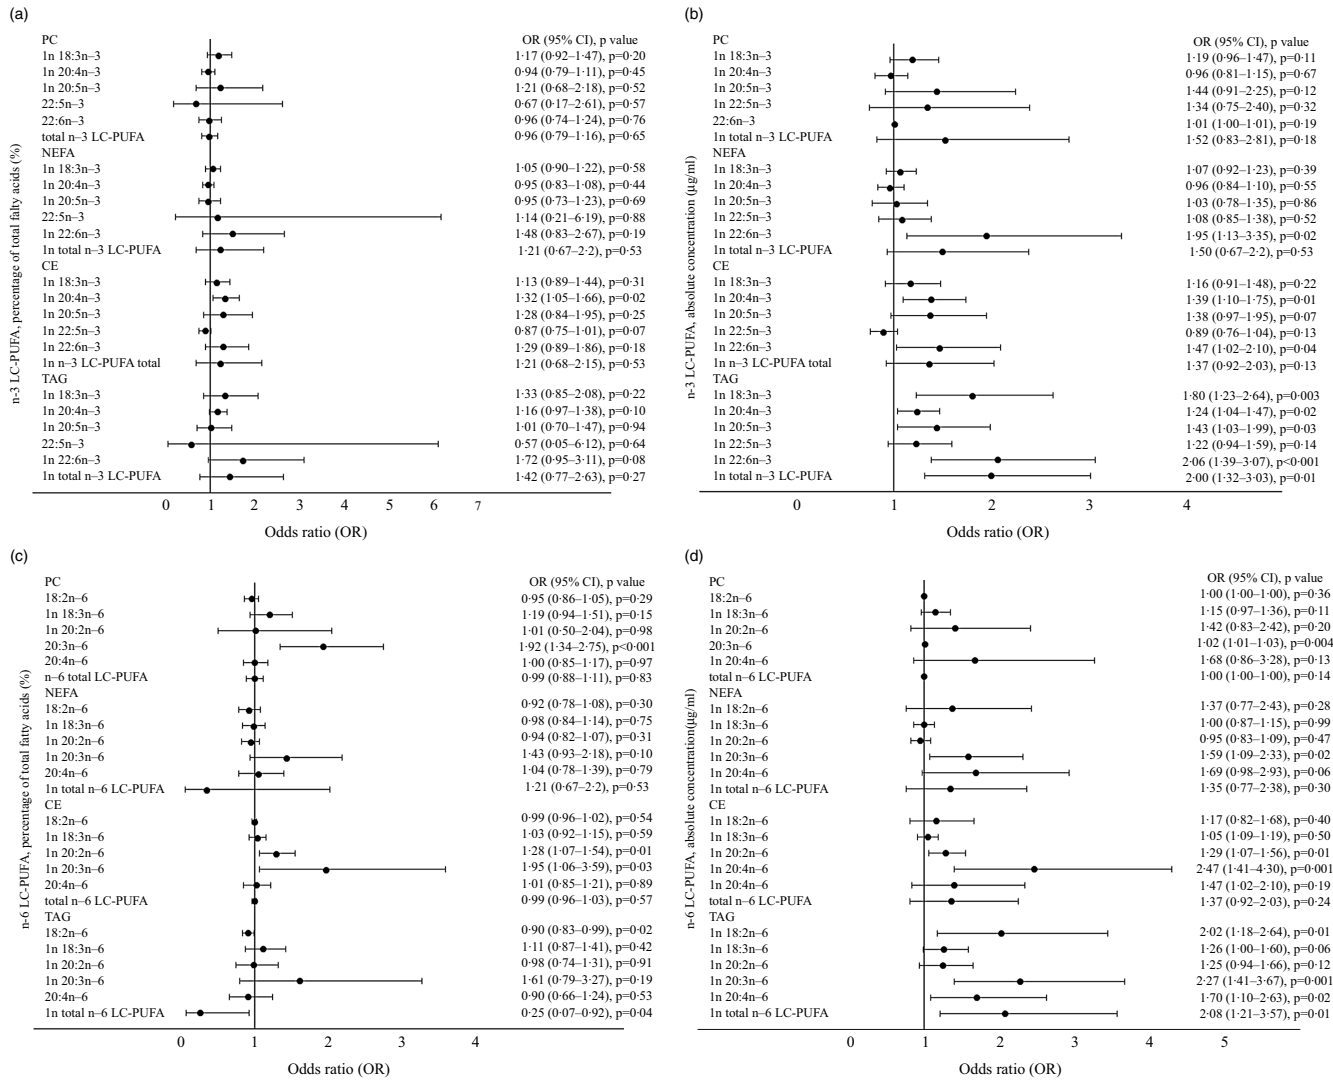 (a)
n-3 LC-PUFA, percentage of total falty acids (%)
PC OR (95% CI), p value
1n 18:3n–3 1·17 (0·92–1·47), p=0·20
1n 20:4n–3 0·94 (0·79–1·11), p=0·45
1n 20:5n–3 1·21 (0·68–2·18), p=0·52
22:5n–3 0·67 (0·17–2·61), p=0·57
22:6n–3 0·96 (0·74–1·24), p=0·76
total n–3 LC-PUFA 0·96 (0·79–1·16), p=0·65
NEFA
1n 18:3n–3 1·05 (0·90–1·22), p=0·58
1n 20:4n–3 0·95 (0·83–1·08), p=0·44
1n 20:5n–3 0·95 (0·73–1·23), p=0·69
22:5n–3 1·14 (0·21–6·19), p=0·88
1n 22:6n–3 1·48 (0·83–2·67), p=0·19
1n total n–3 LC-PUFA 1·21 (0·67–2·2), p=0·53
CE
1n 18:3n–3 1·13 (0·89–1·44), p=0·31
1n 20:4n–3 1·32 (1·05–1·66), p=0·02
1n 20:5n–3 1·28 (0·84–1·95), p=0·25
1n 22:5n–3 0·87 (0·75–1·01), p=0·07
1n 22:6n–3 1·29 (0·89–1·86), p=0·18
1n n–3 LC-PUFA total 1·21 (0·68–2·15), p=0·53
TAG
1n 18:3n–3 1·33 (0·85–2·08), p=0·22
1n 20:4n–3 1·16 (0·97–1·38), p=0·10
1n 20:5n–3 1·01 (0·70–1·47), p=0·94
22:5n–3 0·57 (0·05–6·12), p=0·64
1n 22:6n–3 1·72 (0·95–3·11), p=0·08
1n total n–3 LC-PUFA 1·42 (0·77–2·63), p=0·27
0 1 2 3 4 5 6 7
Odds ratio (OR)
(b)
n-3 LC-PUFA, absolute concentration (µg/ml)
PC OR (95% CI), p value
1n 18:3n–3 1·19 (0·96–1·47), p=0·11
1n 20:4n–3 0·96 (0·81–1·15), p=0·67
1n 20:5n–3 1·44 (0·91–2·25), p=0·12
1n 22:5n–3 1·34 (0·75–2·40), p=0·32
22:6n–3 1·01 (1·00–1·01), p=0·19
1n total n–3 LC-PUFA 1·52 (0·83–2·81), p=0·18
NEFA
1n 18:3n–3 1·07 (0·92–1·23), p=0·39
1n 20:4n–3 0·96 (0·84–1·10), p=0·55
1n 20:5n–3 1·03 (0·78–1·35), p=0·86
1n 22:5n–3 1·08 (0·85–1·38), p=0·52
1n 22:6n–3 1·95 (1·13–3·35), p=0·02
1n total n–3 LC-PUFA 1·50 (0·67–2·2), p=0·53
CE
1n 18:3n–3 1·16 (0·91–1·48), p=0·22
1n 20:4n–3 1·39 (1·10–1·75), p=0·01
1n 20:5n–3 1·38 (0·97–1·95), p=0·07
1n 22:5n–3 0·89 (0·76–1·04), p=0·13
1n 22:6n–3 1·47 (1·02–2·10), p=0·04
1n n–3 LC-PUFA total 1·37 (0·92–2·03), p=0·13
TAG
1n 18:3n–3 1·80 (1·23–2·64), p=0·003
1n 20:4n–3 1·24 (1·04–1·47), p=0·02
1n 20:5n–3 1·43 (1·03–1·99), p=0·03
1n 22:5n–3 1·22 (0·94–1·59), p=0·14
1n 22:6n–3 2·06 (1·39–3·07), p<0·001
1n total n–3 LC-PUFA 2·00 (1·32–3·03), p=0·01
0 1 2 3 4
Odds ratio (OR)
(c)
n-6 LC-PUFA, percentage of total fatty acids (%)
PC OR (95% CI), p value
18:2n–6 0·95 (0·86–1·05), p=0·29
1n 18:3n–6 1·19 (0·94–1·51), p=0·15
1n 20:2n–6 1·01 (0·50–2·04), p=0·98
20:3n–6 1·92 (1·34–2·75), p<0·001
20:4n–6 1·00 (0·85–1·17), p=0·97
n–6 total LC-PUFA 0·99 (0·88–1·11), p=0·83
NEFA
18:2n–6 0·92 (0·78–1·08), p=0·30
1n 18:3n–6 0·98 (0·84–1·14), p=0·75
1n 20:2n–6 0·94 (0·82–1·07), p=0·31
1n 20:3n–6 1·43 (0·93–2·18), p=0·10
20:4n–6 1·04 (0·78–1·39), p=0·79
1n total n–6 LC-PUFA 1·21 (0·67–2·2), p=0·53
CE
18:2n–6 0·99 (0·96–1·02), p=0·54
1n 18:3n–6 1·03 (0·92–1·15), p=0·59
1n 20:2n–6 1·28 (1·07–1·54), p=0·01
1n 20:3n–6 1·95 (1·06–3·59), p=0·03
20:4n–6 1·01 (0·85–1·21), p=0·89
total n–6 LC-PUFA 0·99 (0·96–1·03), p=0·57
TAG
18:2n–6 0·90 (0·83–0·99), p=0·02
1n 18:3n–6 1·11 (0·87–1·41), p=0·42
1n 20:2n–6 0·98 (0·74–1·31), p=0·91
1n 20:3n–6 1·61 (0·79–3·27), p=0·19
20:4n–6 0·90 (0·66–1·24), p=0·53
1n total n–6 LC-PUFA 0·25 (0·07–0·92), p=0·04
0 1 2 3 4
Odds ratio (OR)
(d)
n-6 LC-PUFA, absolute concentration(µg/ml)
PC OR (95% CI), p value
18:2n–6 1·00 (1·00–1·00), p=0·36
1n 18:3n–6 1·15 (0·97–1·36), p=0·11
1n 20:2n–6 1·42 (0·83–2·42), p=0·20
20:3n–6 1·02 (1·01–1·03), p=0·004
1n 20:4n–6 1·68 (0·86–3·28), p=0·13
total n–6 LC-PUFA 1·00 (1·00–1·00), p=0·14
NEFA
1n 18:2n–6 1·37 (0·77–2·43), p=0·28
1n 18:3n–6 1·00 (0·87–1·15), p=0·99
1n 20:2n–6 0·95 (0·83–1·09), p=0·47
1n 20:3n–6 1·59 (1·09–2·33), p=0·02
1n 20:4n–6 1·69 (0·98–2·93), p=0·06
1n total n–6 LC-PUFA 1·35 (0·77–2·38), p=0·30
CE
1n 18:2n–6 1·17 (0·82–1·68), p=0·40
1n 18:3n–6 1·05 (1·09–1·19), p=0·50
1n 20:2n–6 1·29 (1·07–1·56), p=0·01
1n 20:4n–6 2·47 (1·41–4·30), p=0·001
1n 20:4n–6 1·47 (1·02–2·10), p=0·19
total n–6 LC-PUFA 1·37 (0·92–2·03), p=0·24
TAG
1n 18:2n–6 2·02 (1·18–2·64), p=0·01
1n 18:3n–6 1·26 (1·00–1·60), p=0·06
1n 20:2n–6 1·25 (0·94–1·66), p=0·12
1n 20:3n–6 2·27 (1·41–3·67), p=0·001
1n 20:4n–6 1·70 (1·10–2·63), p=0·02
1n total n–6 LC-PUFA 2·08 (1·21–3·57), p=0·01
0 1 2 3 4 5
Odds ratio (OR)